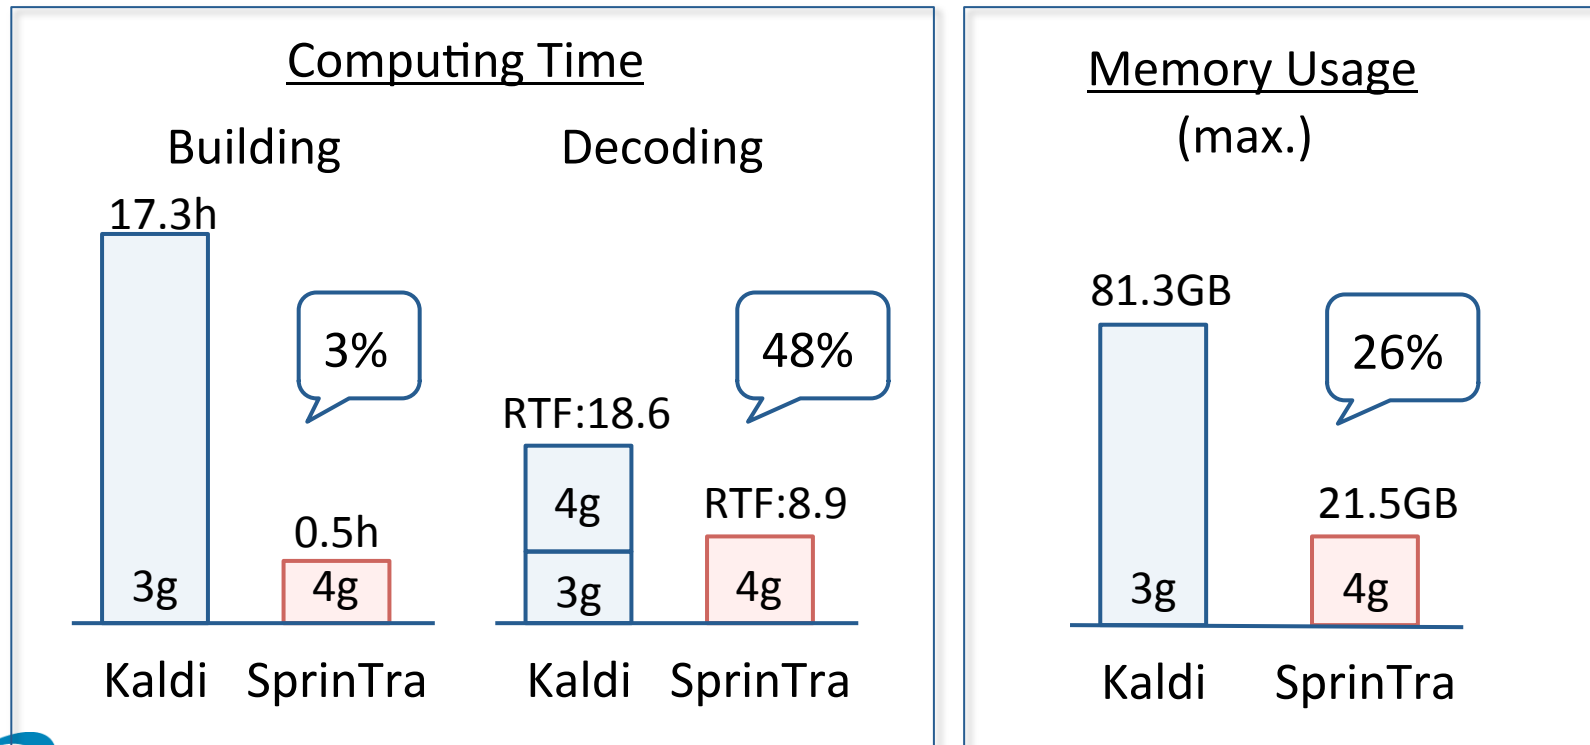 Computing Time
Building
Decoding
17.3h
3%
48%
RTF:18.6
4g
RTF:8.9
0.5h
3g
4g
3g
4g
Kaldi
SprinTra
Kaldi
SprinTra
Memory Usage
(max.)
81.3GB
26%
21.5GB
3g
4g
Kaldi
SprinTra